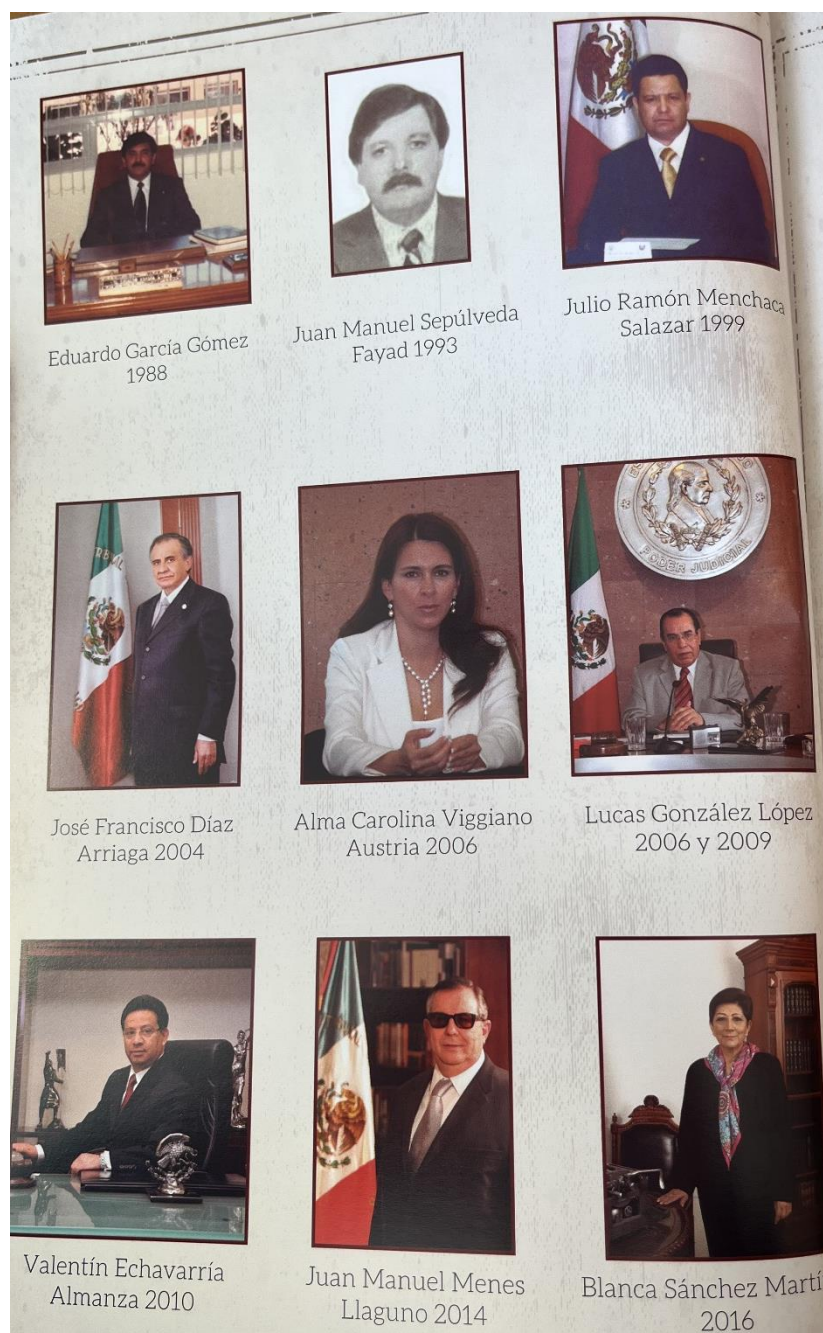 Eduardo García Gómez
1988
Juan Manuel Sepúlveda
Fayad 1993
Julio Ramón Menchaca
Salazar 1999
PODER JUDICIAL
José Francisco Díaz
Arriaga 2004
Alma Carolina Viggiano
Austria 2006
Lucas González López
2006 y 2009
Valentín Echavarría
Almanza 2010
Juan Manuel Menes
Llaguno 2014
Blanca Sánchez Martí
2016